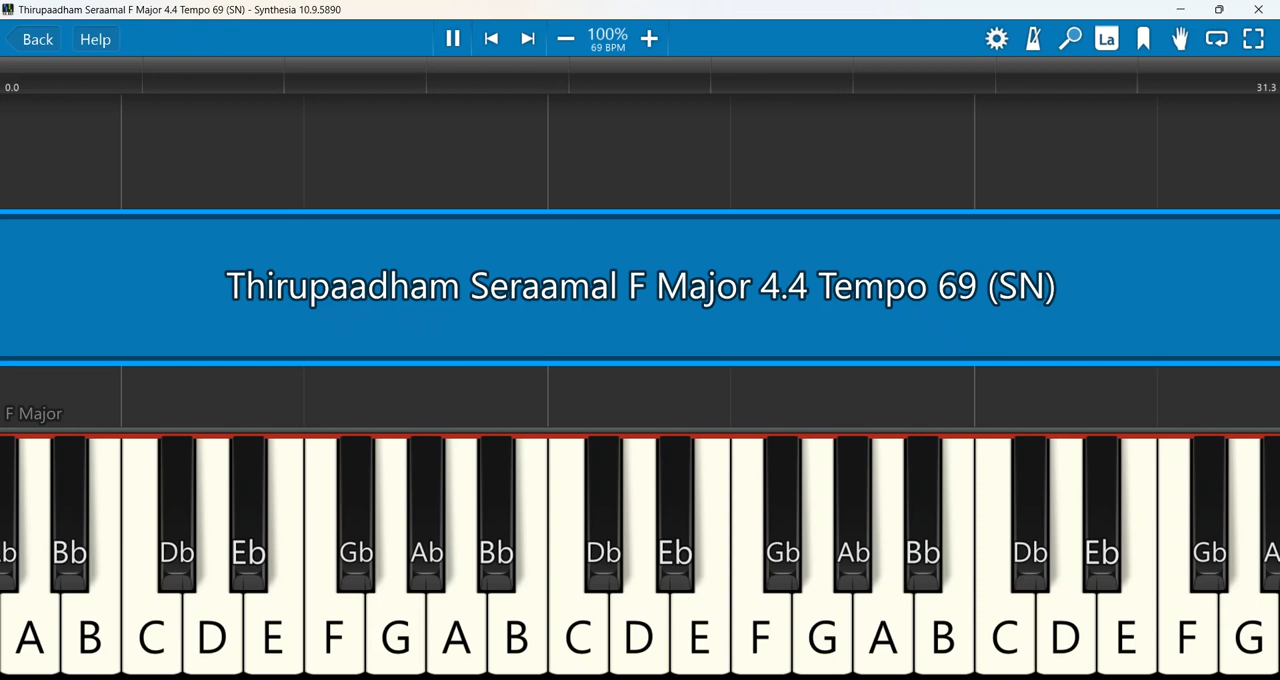 Thirupaadham Seraamal F Major 4.4 Tempo 69 (SN) - Synthesia 10.9.5890
Back Help 100% La
69 BPM
0.0 31.3
Thirupaadham Seraamal F Major 4.4 Tempo 69 (SN)
F Major
b Bb Db Eb Gb Ab Bb Db Eb Gb Ab Bb Db Eb Gb A
A B C D E F G A B C D E F G A B C D E F G